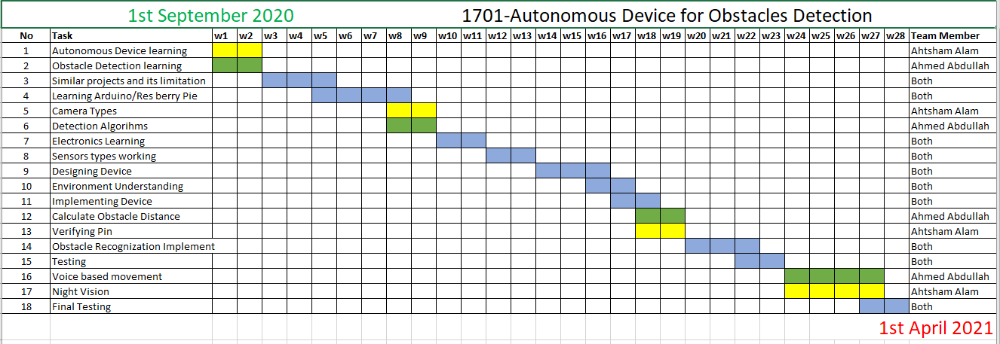 1st September 2020 1701-Autonomous Device for Obstacles Detection
No Task w1 w2 w3 w4 w5 w6 w7 w8 w9 w10 w11 w12 w13 w14 w15 w16 w17 w18 w19 w20 w21 w22 w23 w24 w25 w26 w27 w28 Team Member
1 Autonomous Device learning Ahtsham Alam
2 Obstacle Detection learning Ahmed Abdullah
3 Similar projects and its limitation Both
4 Learning Arduino/Res berry Pie Both
5 Camera Types Ahtsham Alam
6 Detection Algorihms Ahmed Abdullah
7 Electronics Learning Both
8 Sensors types working Both
9 Designing Device Both
10 Environment Understanding Both
11 Implementing Device Both
12 Calculate Obstacle Distance Ahmed Abdullah
13 Verifying Pin Ahtsham Alam
14 Obstacle Recognization Implement Both
15 Testing Both
16 Voice based movement Ahmed Abdullah
17 Night Vision Ahtsham Alam
18 Final Testing Both
1st April 2021